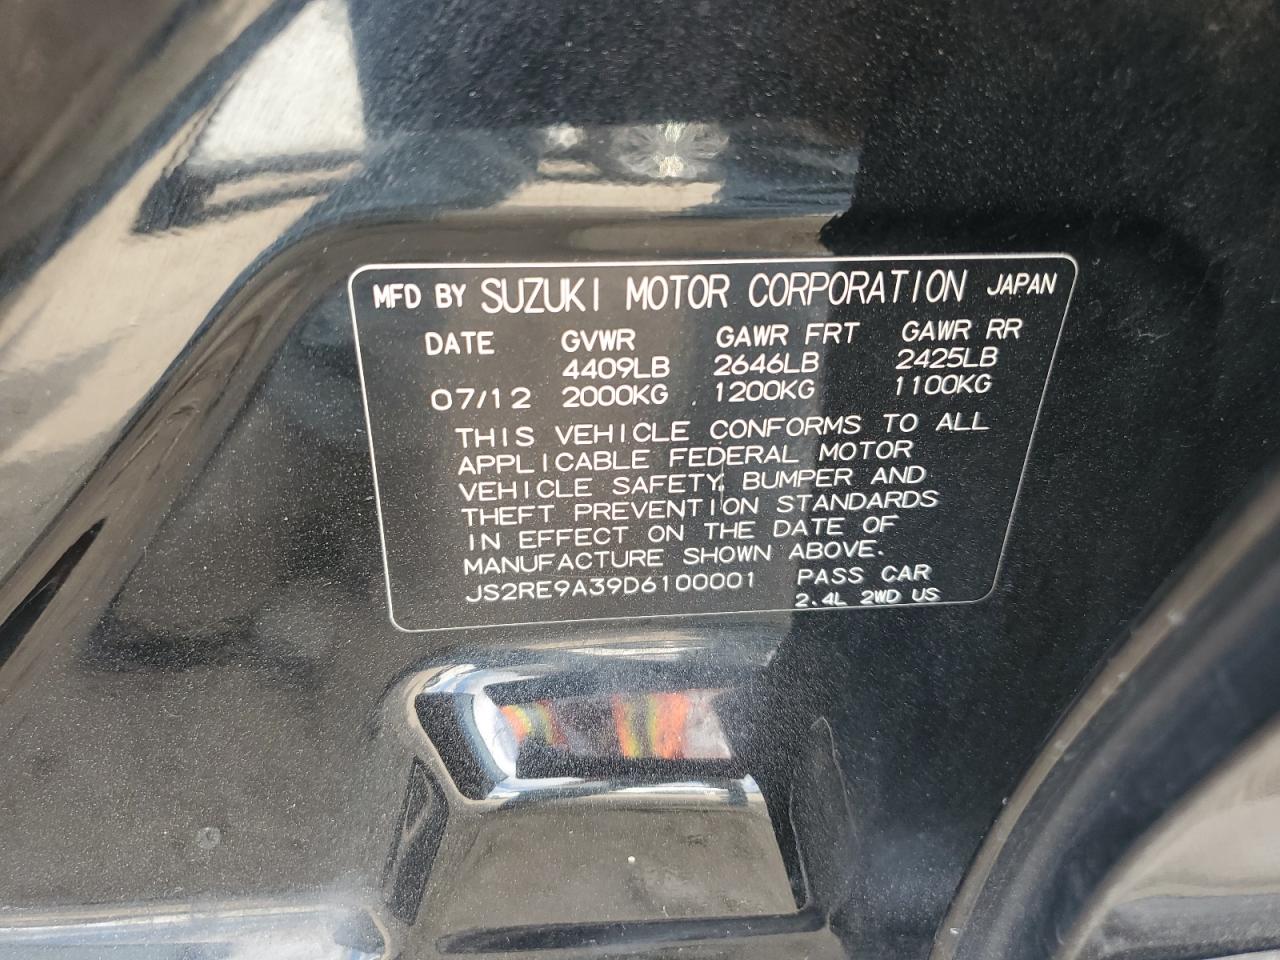 MFD BY SUZUKI MOTOR CORPORATION JAPAN
DATE GVWR GAWR FRT GAWR RR
4409LB 2646LB 2425LB
07/12 2000KG 1200KG 1100KG
THIS VEHICLE CONFORMS TO ALL
APPLICABLE FEDERAL MOTOR
VEHICLE SAFETY, BUMPER AND
THEFT PREVENTION STANDARDS
IN EFFECT ON THE DATE OF
MANUFACTURE SHOWN ABOVE.
JS2RE9A39D6100001 PASS CAR
2.4L 2WD US